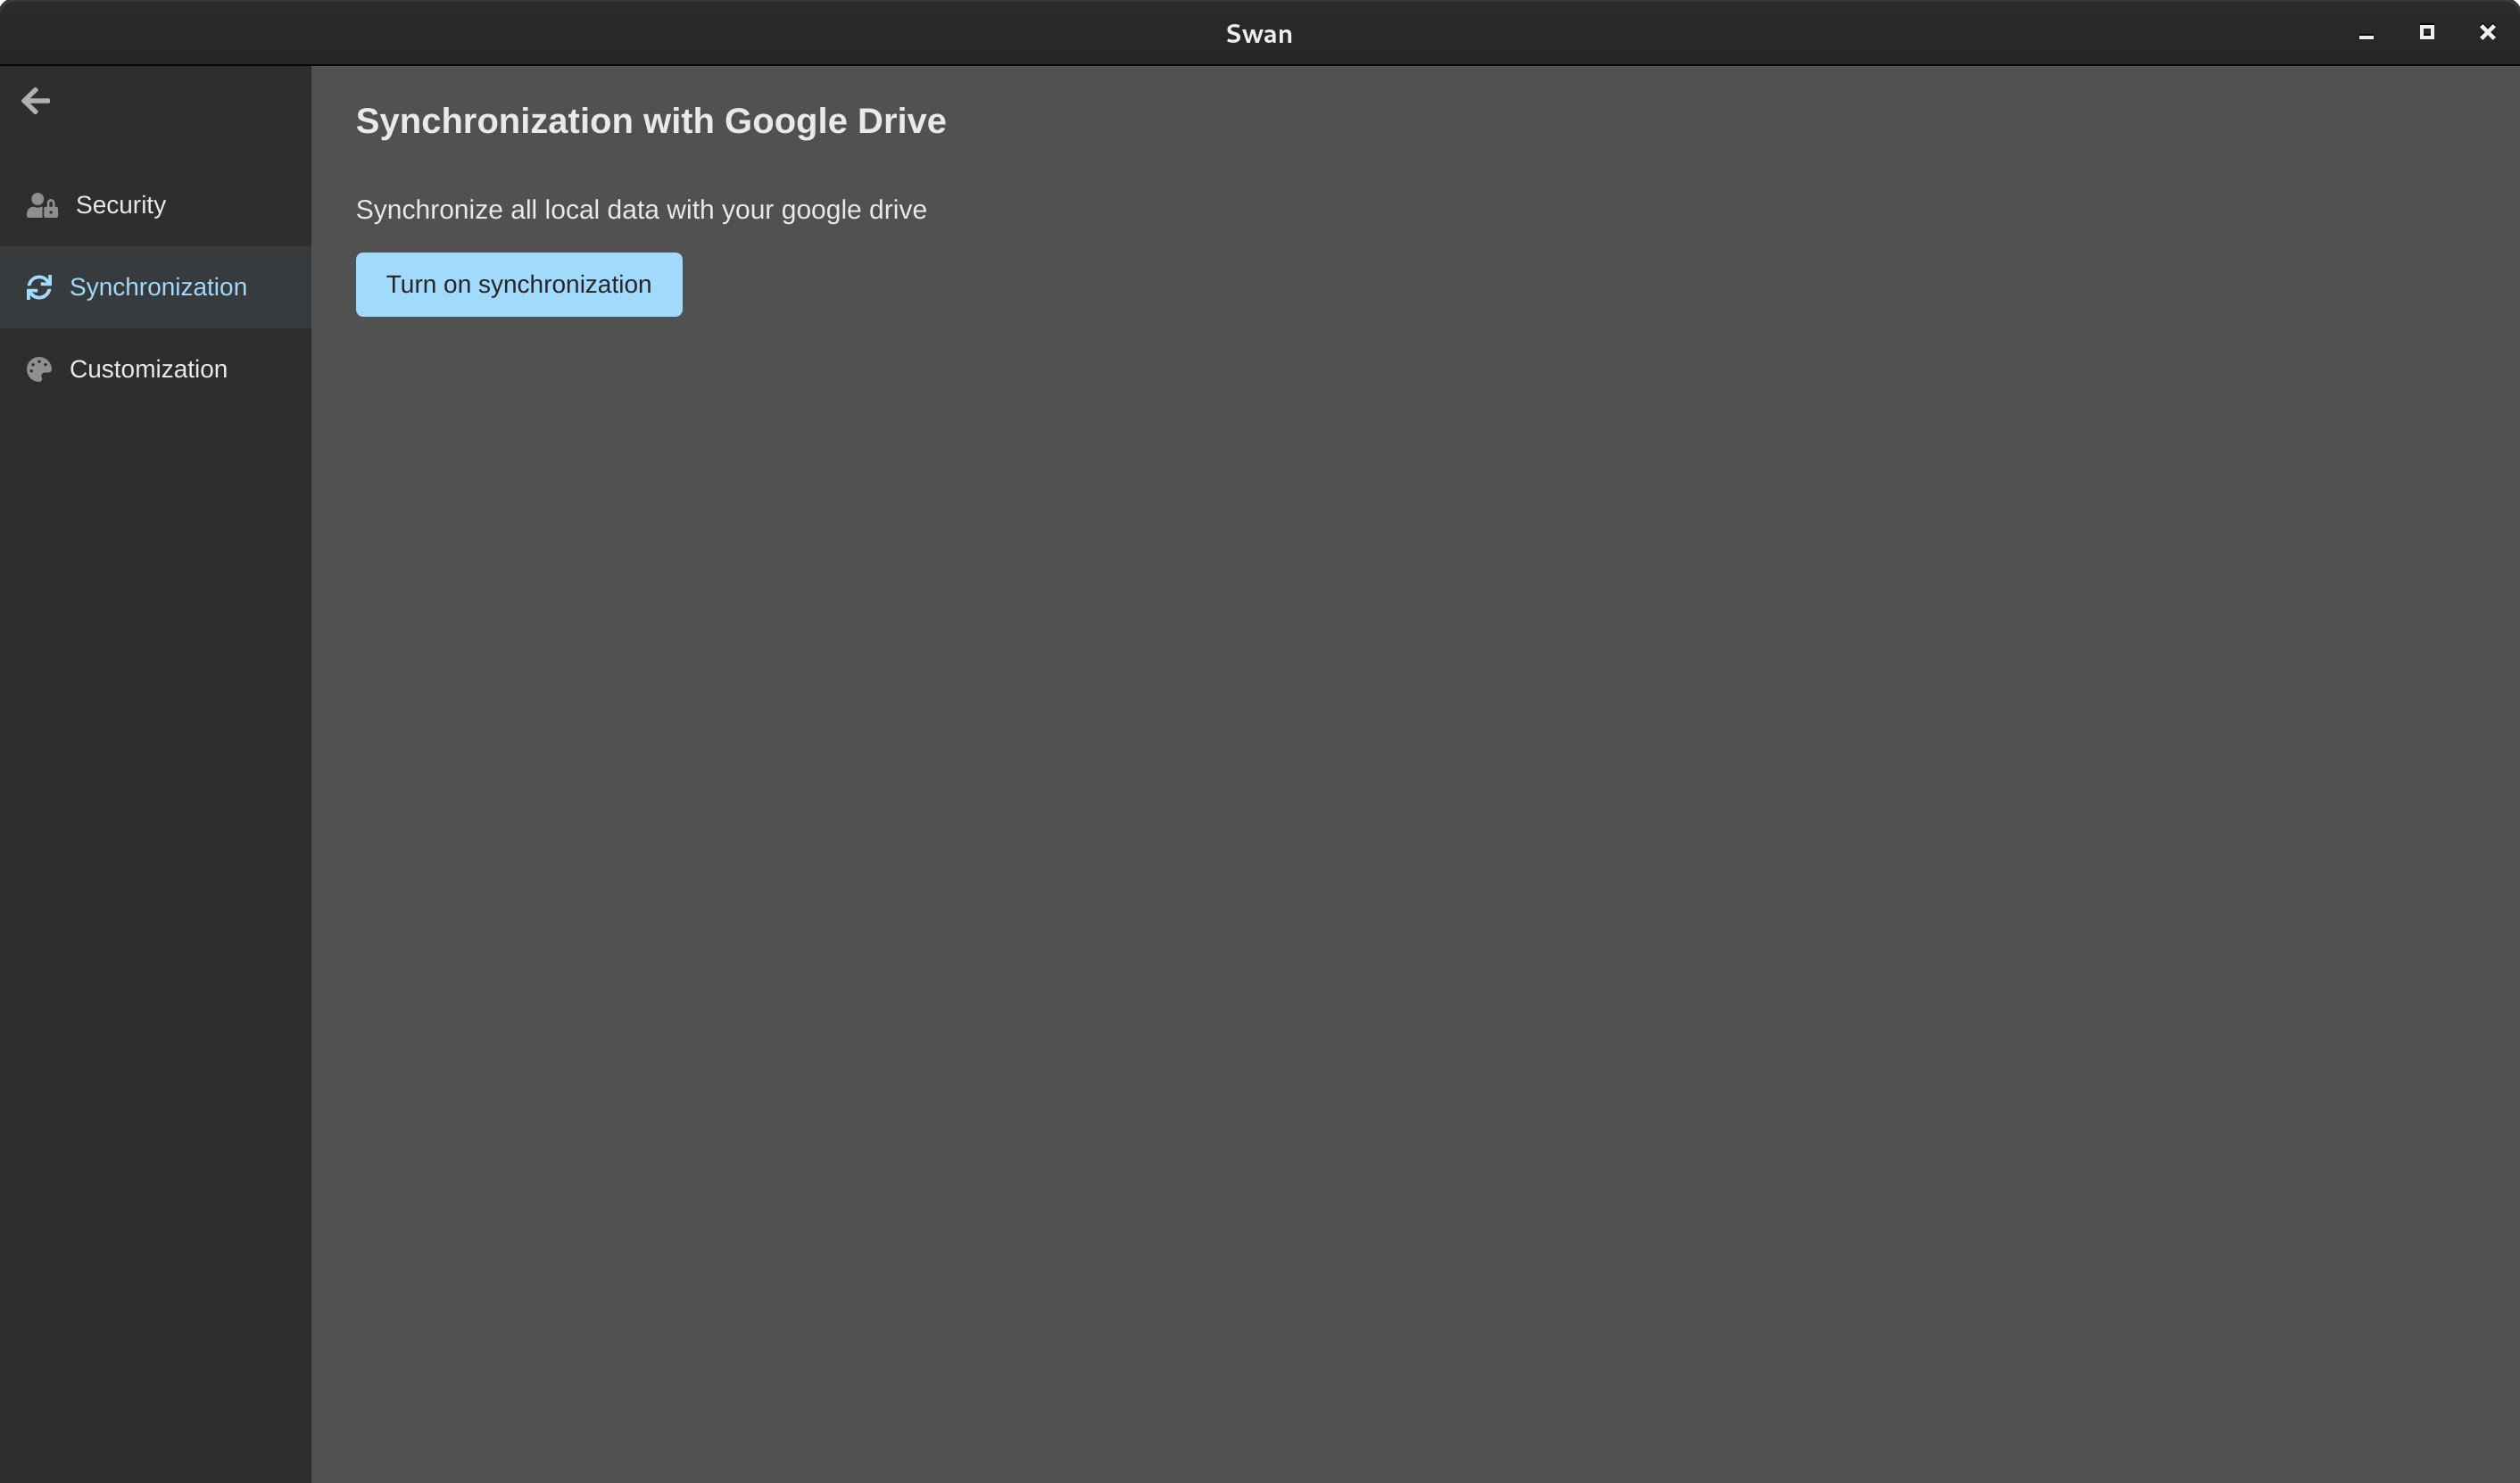 Swan
Synchronization with Google Drive
Security
Synchronize all local data with your google drive
Synchronization
Turn on synchronization
Customization